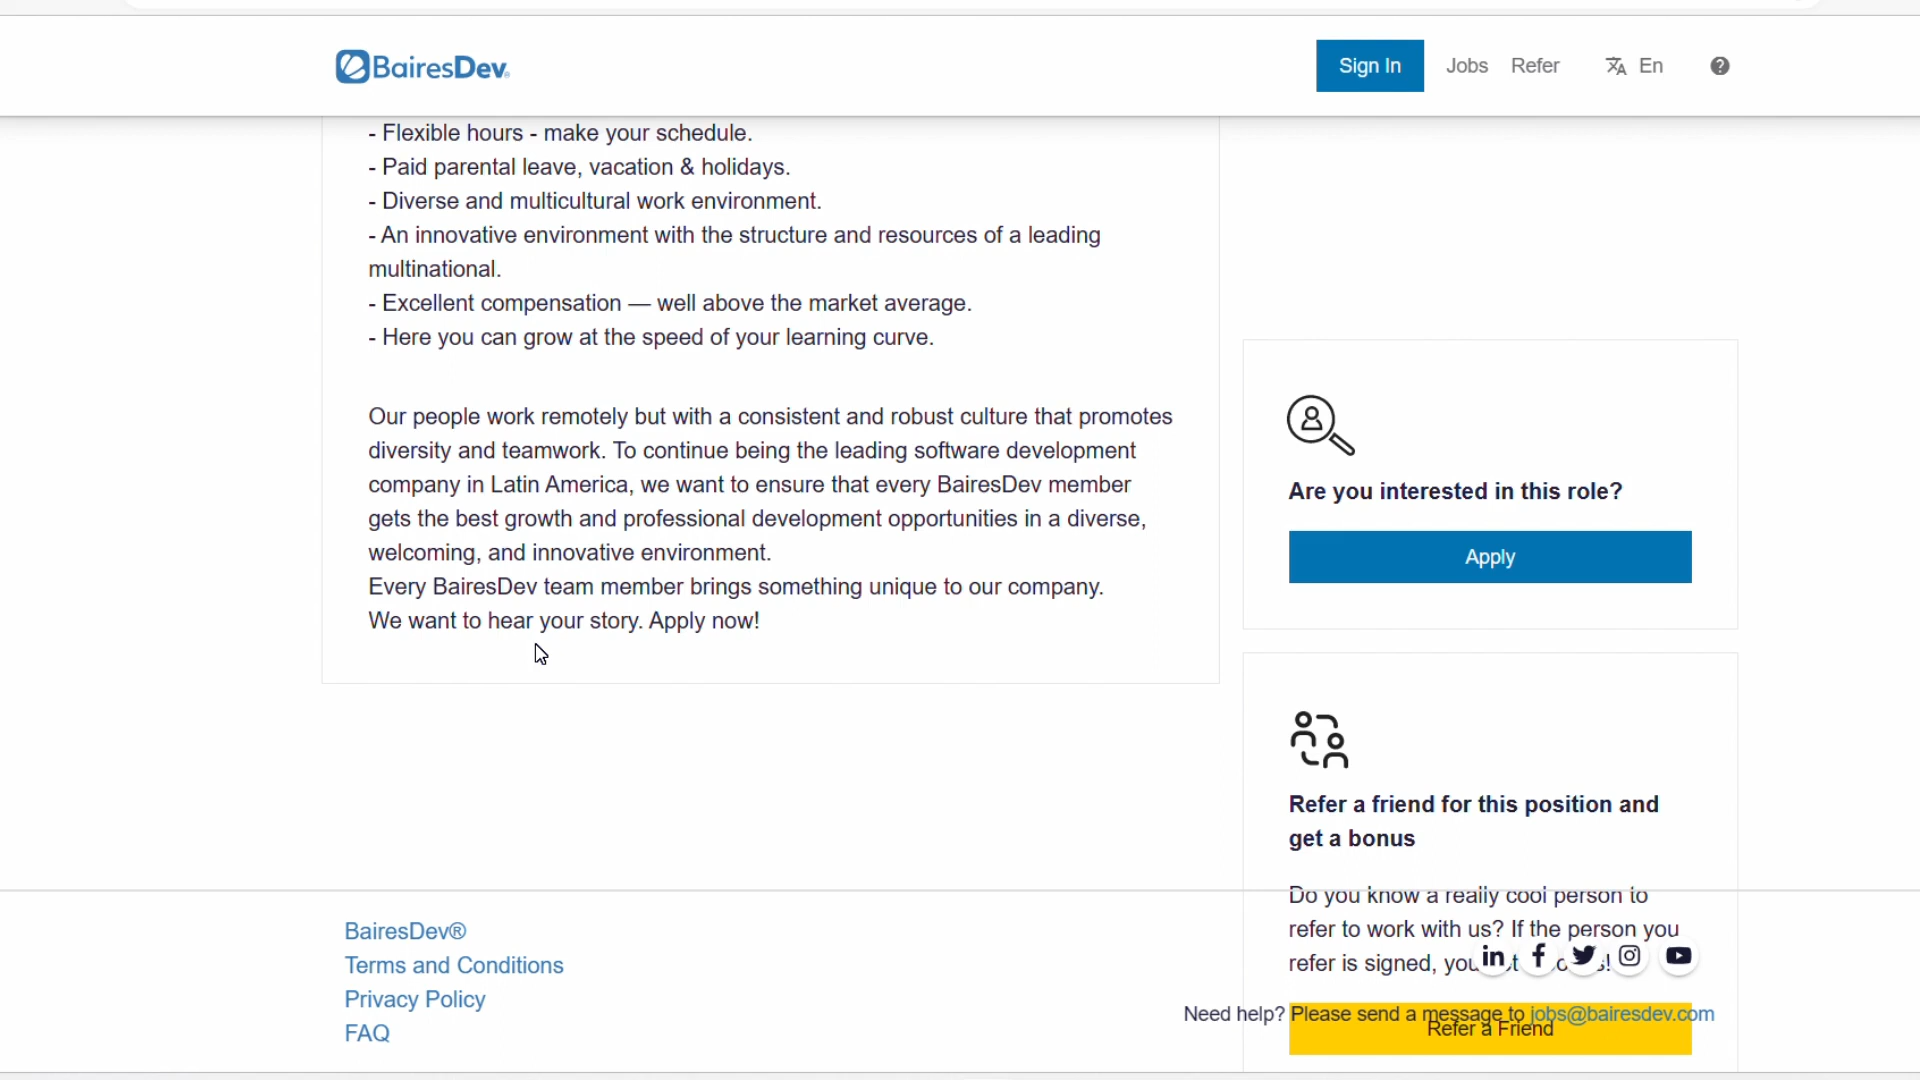 BairesDev
Sign In
Jobs
Refer
En
- Flexible hours - make your schedule.
- Paid parental leave, vacation & holidays.
- Diverse and multicultural work environment.
- An innovative environment with the structure and resources of a leading
multinational.
- Excellent compensation — well above the market average.
- Here you can grow at the speed of your learning curve.
Our people work remotely but with a consistent and robust culture that promotes
diversity and teamwork. To continue being the leading software development
company in Latin America, we want to ensure that every BairesDev member
gets the best growth and professional development opportunities in a diverse,
welcoming, and innovative environment.
Every BairesDev team member brings something unique to our company.
We want to hear your story. Apply now!
Are you interested in this role?
Apply
Refer a friend for this position and
get a bonus
Do you know a really cool person to
refer to work with us? If the person you
refer is signed,
Refer a Friend
BairesDev®
Terms and Conditions
Privacy Policy
FAQ
Need help? Please send a message to jobs@bairesdev.com